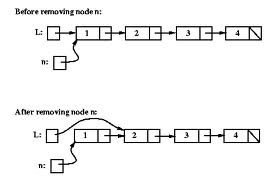 Before removing node n:
L: 1 2 3 4
n:
After removing node n:
L: 1 2 3 4
n: